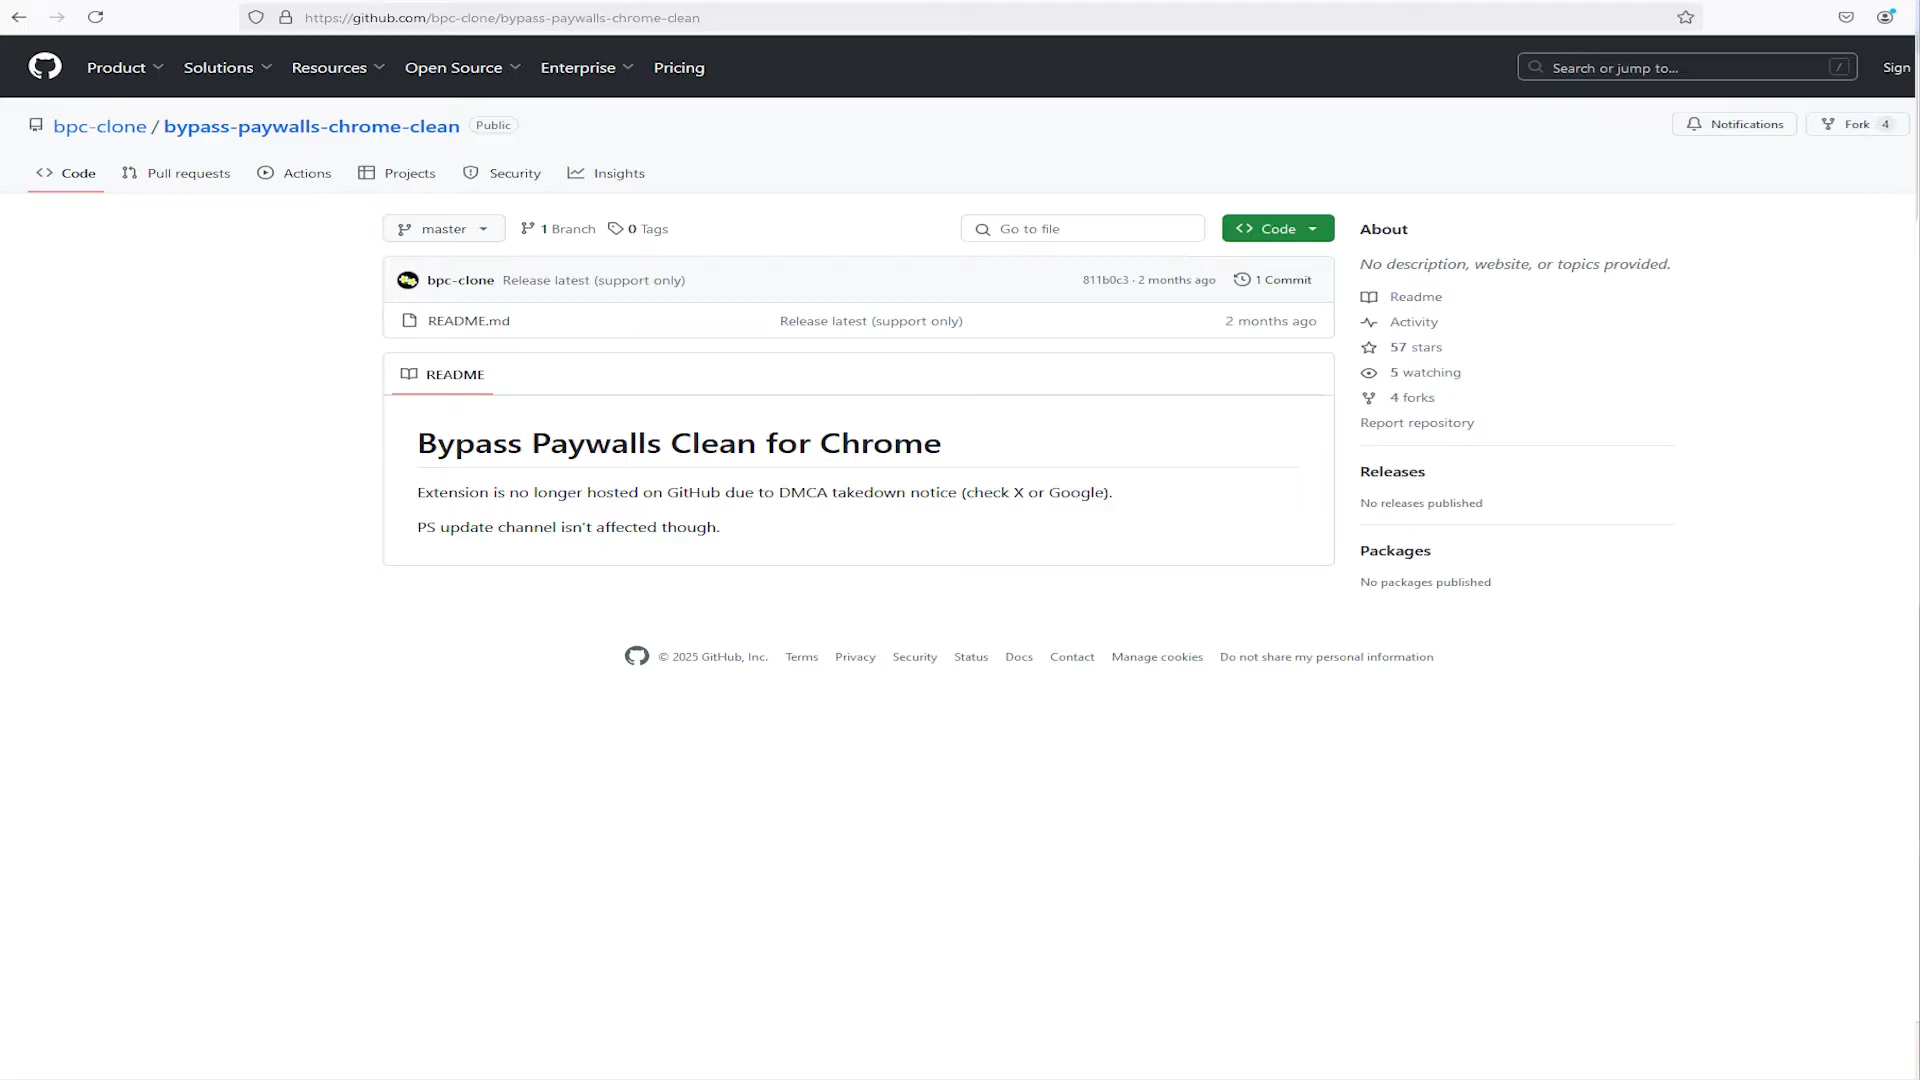 https://github.com/bpc-clone/bypass-paywalls-chrome-clean
Product Solutions Resources Open Source Enterprise Pricing
Search or jump to...
/
Sign
bpc-clone / bypass-paywalls-chrome-clean Public
Notifications
Fork 4
Code Pull requests Actions Projects Security Insights
master
1 Branch 0 Tags
Go to file
Code
bpc-clone Release latest (support only)
811b0c3 · 2 months ago
1 Commit
README.md
Release latest (support only)
2 months ago
README
Bypass Paywalls Clean for Chrome
Extension is no longer hosted on GitHub due to DMCA takedown notice (check X or Google).
PS update channel isn't affected though.
About
No description, website, or topics provided.
Readme
Activity
57 stars
5 watching
4 forks
Report repository
Releases
No releases published
Packages
No packages published
© 2025 GitHub, Inc. Terms Privacy Security Status Docs Contact Manage cookies Do not share my personal information